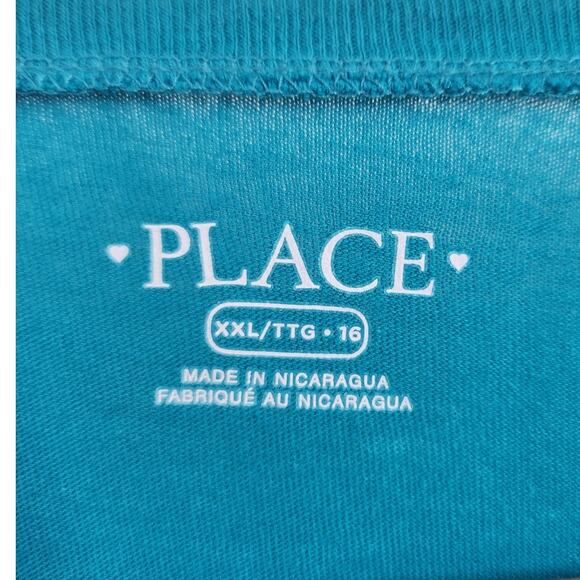 PLACE
XXL/TTG • 16
MADE IN NICARAGUA
FABRIQUÉ AU NICARAGUA